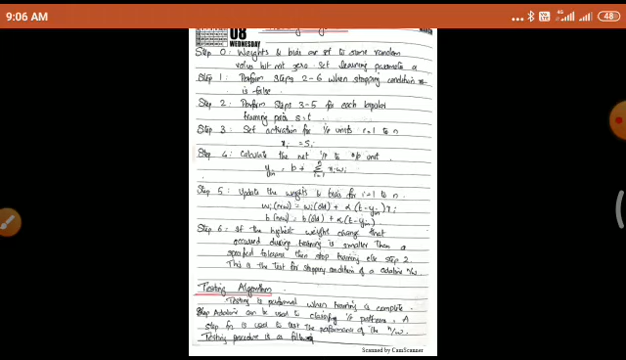 9:06 AM
4G
48
08
WEDNESDAY
Step 0: Weights & bias are set to some random
value but not zero. Set learning parameter α
Step 1: Perform Steps 2-6 when stopping condition
is false.
Step 2: Perform Steps 3-5 for each bipolar
training pair s:t
Step 3: Set activation for i/p units i=1 to n
xi = si
Step 4: Calculate the net i/p to o/p unit
yin = b + Σ xi wi
Step 5: Update the weights & bias for i=1 to n.
wi(new) = wi(old) + α(t-yin)xi
b(new) = b(old) + α(t-yin)
Step 6: If the highest weight change that
occurred during training is smaller than a
specified tolerance then stop training else step 2.
This is the Test for stopping condition of a adaline n/w.
Testing Algorithm
Testing is performed when training is complete.
Adaline can be used to classify i/p patterns. A
step fn is used to test the performance of the n/w.
Testing procedure is as follows
Scanned by CamScanner